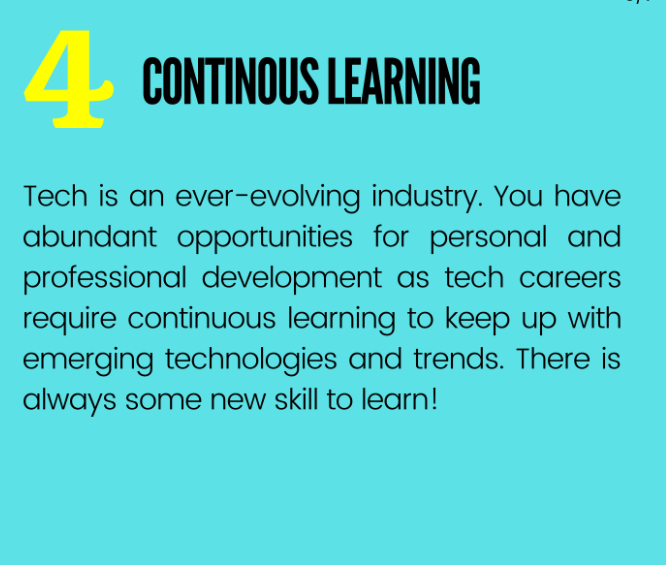 4 CONTINOUS LEARNING
Tech is an ever-evolving industry. You have
abundant opportunities for personal and
professional development as tech careers
require continuous learning to keep up with
emerging technologies and trends. There is
always some new skill to learn!